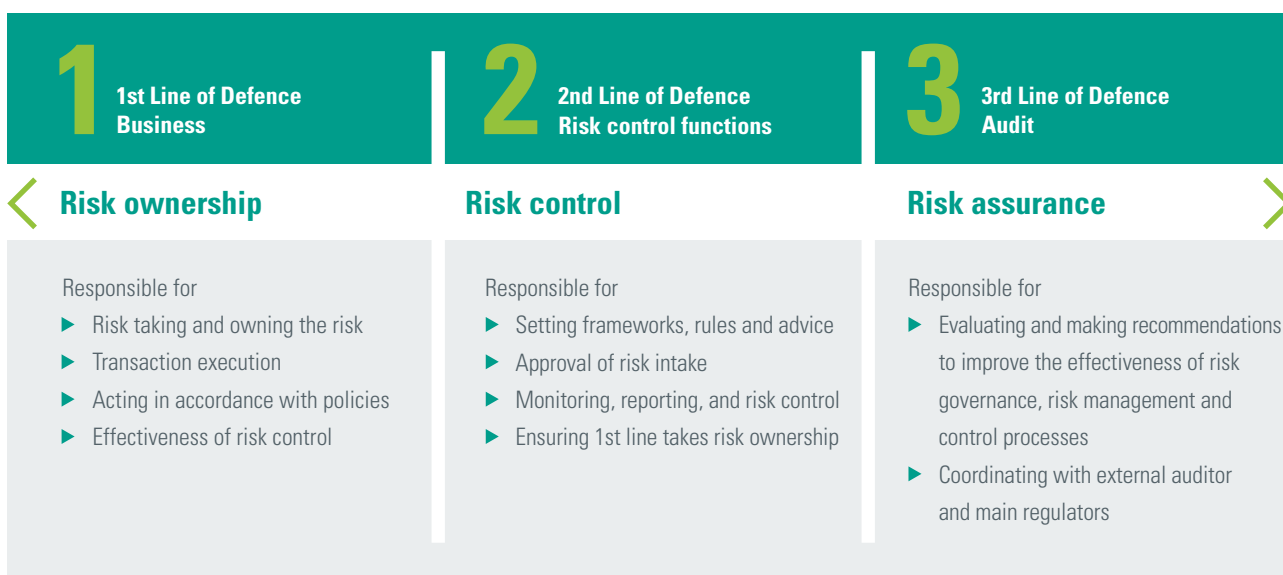 1
1st Line of Defence
Business
Risk ownership
Responsible for
Risk taking and owning the risk
Transaction execution
Acting in accordance with policies
Effectiveness of risk control
2
2nd Line of Defence
Risk control functions
Risk control
Responsible for
Setting frameworks, rules and advice
Approval of risk intake
Monitoring, reporting, and risk control
Ensuring 1st line takes risk ownership
3
3rd Line of Defence
Audit
Risk assurance
Responsible for
Evaluating and making recommendations
to improve the effectiveness of risk
governance, risk management and
control processes
Coordinating with external auditor
and main regulators